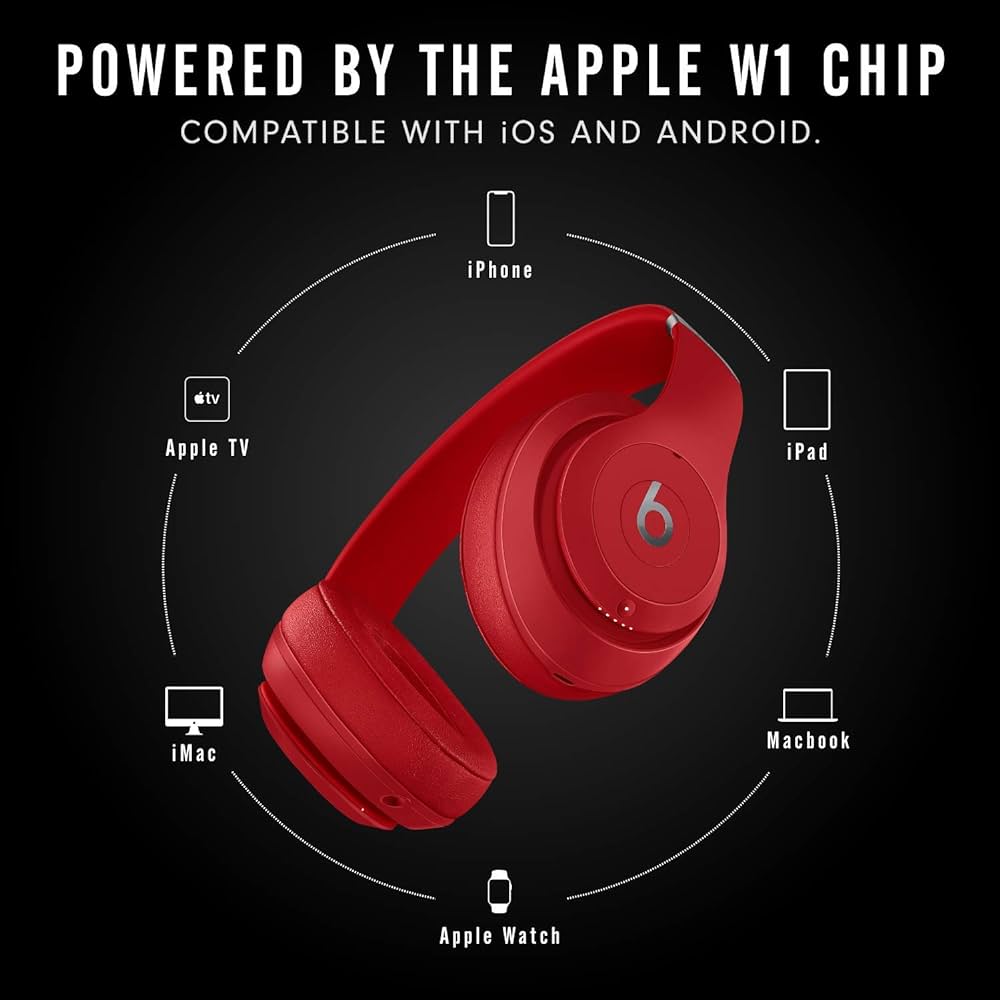 POWERED BY THE APPLE W1 CHIP
COMPATIBLE WITH iOS AND ANDROID.
iPhone
tv
Apple TV
iPad
iMac
Macbook
Apple Watch